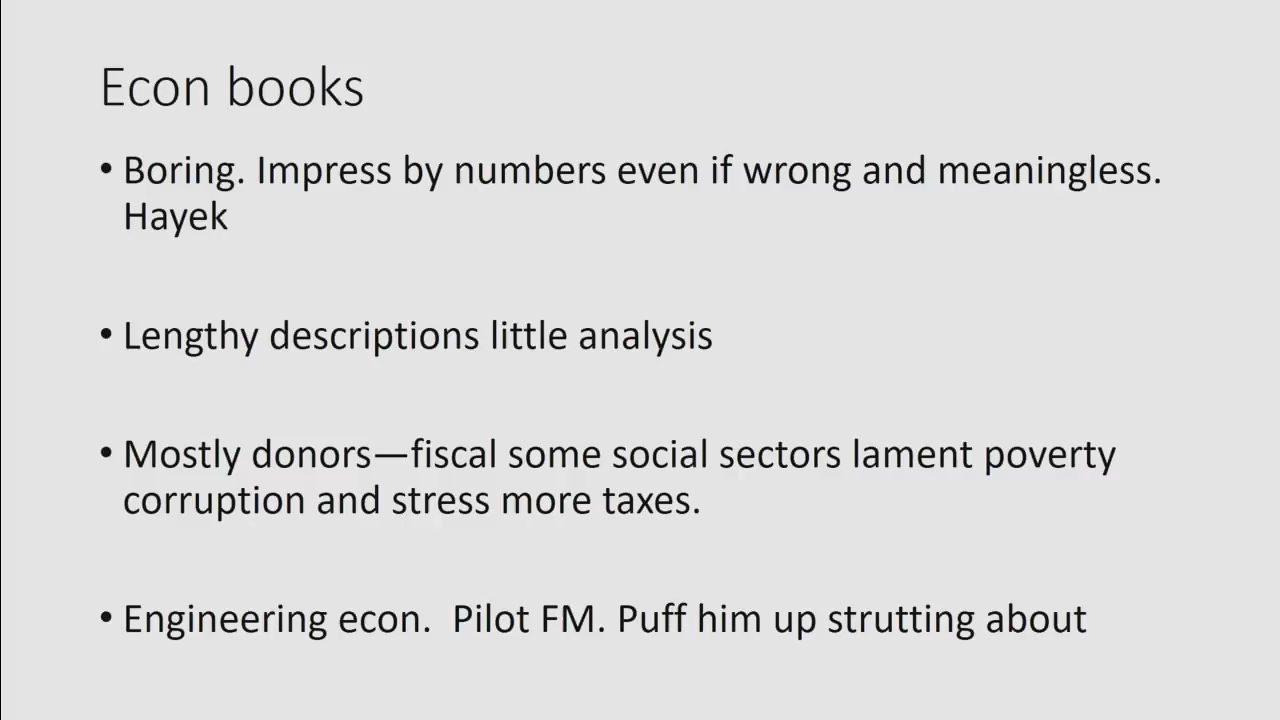 Econ books
• Boring. Impress by numbers even if wrong and meaningless.
Hayek
• Lengthy descriptions little analysis
• Mostly donors—fiscal some social sectors lament poverty
corruption and stress more taxes.
• Engineering econ.  Pilot FM. Puff him up strutting about